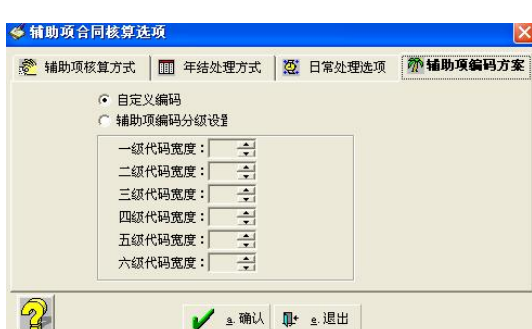 辅助项合同核算选项
辅助项核算方式 年结处理方式 日常处理选项 辅助项编码方案
自定义编码
辅助项编码分级设
一级代码宽度：
二级代码宽度：
三级代码宽度：
四级代码宽度：
五级代码宽度：
六级代码宽度：
a.确认 e.退出